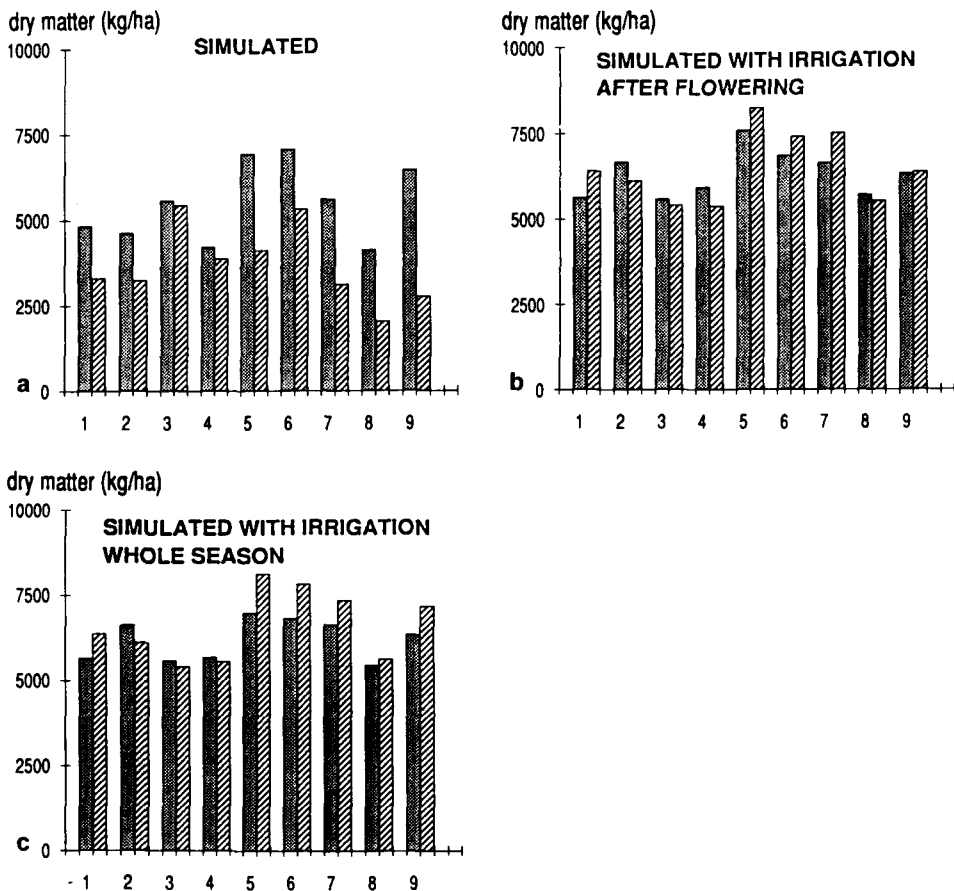 dry matter (kg/ha)
SIMULATED
10000
7500
5000
2500
0
a
1 2 3 4 5 6 7 8 9
dry matter (kg/ha)
SIMULATED WITH IRRIGATION
AFTER FLOWERING
10000
7500
5000
2500
0
b
1 2 3 4 5 6 7 8 9
dry matter (kg/ha)
SIMULATED WITH IRRIGATION
WHOLE SEASON
10000
7500
5000
2500
0
c
- 1 2 3 4 5 6 7 8 9